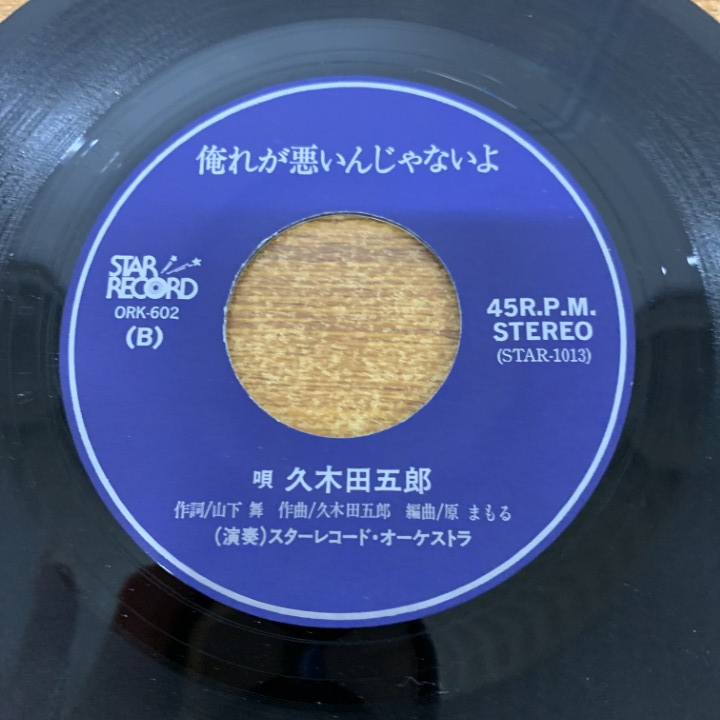 俺れが悪いんじゃないよ
STAR
RECORD
ORK-602
(B)
45R.P.M.
STEREO
(STAR-1013)
唄 久木田五郎
作詞/山下 舞 作曲/久木田五郎 編曲/原 まもる
(演奏)スターレコード・オーケストラ